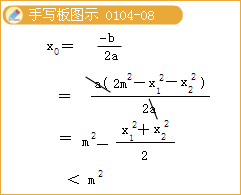 手写板图示 0104-08
x₀= -b/2a
= a(2m²-x₁²-x₂²)/2a
= m²- (x₁²+x₂²)/2
< m²